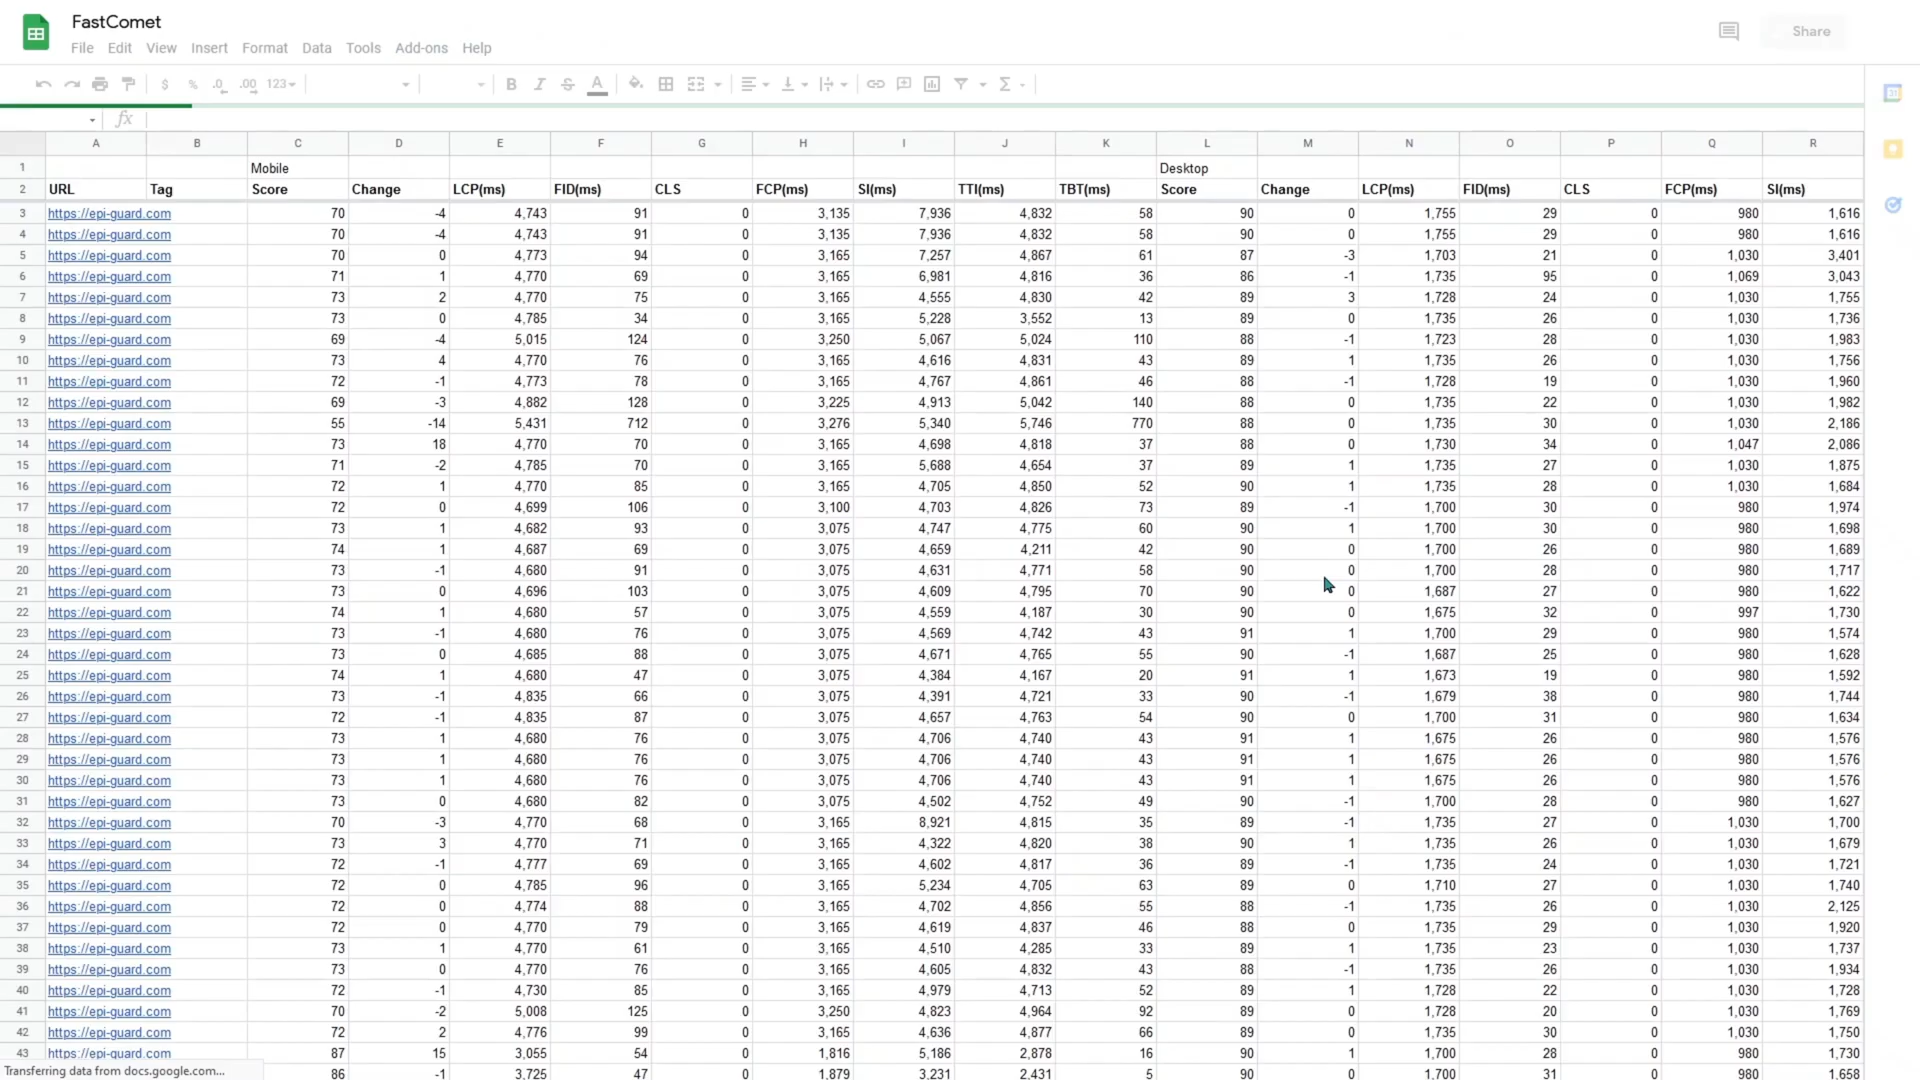 FastComet
File Edit View Insert Format Data Tools Add-ons Help
Share
$ % .0 .00 123 B I S A Σ 31
fx
A B C D E F G H I J K L M N O P Q R
1 Mobile Desktop
2 URL Tag Score Change LCP(ms) FID(ms) CLS FCP(ms) SI(ms) TTI(ms) TBT(ms) Score Change LCP(ms) FID(ms) CLS FCP(ms) SI(ms)
3 https://epi-guard.com 70 -4 4,743 91 0 3,135 7,936 4,832 58 90 0 1,755 29 0 980 1,616
4 https://epi-guard.com 70 -4 4,743 91 0 3,135 7,936 4,832 58 90 0 1,755 29 0 980 1,616
5 https://epi-guard.com 70 0 4,773 94 0 3,165 7,257 4,867 61 87 -3 1,703 21 0 1,030 3,401
6 https://epi-guard.com 71 1 4,770 69 0 3,165 6,981 4,816 36 86 -1 1,735 95 0 1,069 3,043
7 https://epi-guard.com 73 2 4,770 75 0 3,165 4,555 4,830 42 89 3 1,728 24 0 1,030 1,755
8 https://epi-guard.com 73 0 4,785 34 0 3,165 5,228 3,552 13 89 0 1,735 26 0 1,030 1,736
9 https://epi-guard.com 69 -4 5,015 124 0 3,250 5,067 5,024 110 88 -1 1,723 28 0 1,030 1,983
10 https://epi-guard.com 73 4 4,770 76 0 3,165 4,616 4,831 43 89 1 1,735 26 0 1,030 1,756
11 https://epi-guard.com 72 -1 4,773 78 0 3,165 4,767 4,861 46 88 -1 1,728 19 0 1,030 1,960
12 https://epi-guard.com 69 -3 4,882 128 0 3,225 4,913 5,042 140 88 0 1,735 22 0 1,030 1,982
13 https://epi-guard.com 55 -14 5,431 712 0 3,276 5,340 5,746 770 88 0 1,735 30 0 1,030 2,186
14 https://epi-guard.com 73 18 4,770 70 0 3,165 4,698 4,818 37 88 0 1,730 34 0 1,047 2,086
15 https://epi-guard.com 71 -2 4,785 70 0 3,165 5,688 4,654 37 89 1 1,735 27 0 1,030 1,875
16 https://epi-guard.com 72 1 4,770 85 0 3,165 4,705 4,850 52 90 1 1,735 28 0 1,030 1,684
17 https://epi-guard.com 72 0 4,699 106 0 3,100 4,703 4,826 73 89 -1 1,700 30 0 980 1,974
18 https://epi-guard.com 73 1 4,682 93 0 3,075 4,747 4,775 60 90 1 1,700 30 0 980 1,698
19 https://epi-guard.com 74 1 4,687 69 0 3,075 4,659 4,211 42 90 0 1,700 26 0 980 1,689
20 https://epi-guard.com 73 -1 4,680 91 0 3,075 4,631 4,771 58 90 0 1,700 28 0 980 1,717
21 https://epi-guard.com 73 0 4,696 103 0 3,075 4,609 4,795 70 90 0 1,687 27 0 980 1,622
22 https://epi-guard.com 74 1 4,680 57 0 3,075 4,559 4,187 30 90 0 1,675 32 0 997 1,730
23 https://epi-guard.com 73 -1 4,680 76 0 3,075 4,569 4,742 43 91 1 1,700 29 0 980 1,574
24 https://epi-guard.com 73 0 4,685 88 0 3,075 4,671 4,765 55 90 -1 1,687 25 0 980 1,628
25 https://epi-guard.com 74 1 4,680 47 0 3,075 4,384 4,167 20 91 1 1,673 19 0 980 1,592
26 https://epi-guard.com 73 -1 4,835 66 0 3,075 4,391 4,721 33 90 -1 1,679 38 0 980 1,744
27 https://epi-guard.com 72 -1 4,835 87 0 3,075 4,657 4,763 54 90 0 1,700 31 0 980 1,634
28 https://epi-guard.com 73 1 4,680 76 0 3,075 4,706 4,740 43 91 1 1,675 26 0 980 1,576
29 https://epi-guard.com 73 1 4,680 76 0 3,075 4,706 4,740 43 91 1 1,675 26 0 980 1,576
30 https://epi-guard.com 73 1 4,680 76 0 3,075 4,706 4,740 43 91 1 1,675 26 0 980 1,576
31 https://epi-guard.com 73 0 4,680 82 0 3,075 4,502 4,752 49 90 -1 1,700 28 0 980 1,627
32 https://epi-guard.com 70 -3 4,770 68 0 3,165 8,921 4,815 35 89 -1 1,735 27 0 1,030 1,700
33 https://epi-guard.com 73 3 4,770 71 0 3,165 4,322 4,820 38 90 1 1,735 26 0 1,030 1,679
34 https://epi-guard.com 72 -1 4,777 69 0 3,165 4,602 4,817 36 89 -1 1,735 24 0 1,030 1,721
35 https://epi-guard.com 72 0 4,785 96 0 3,165 5,234 4,705 63 89 0 1,710 27 0 1,030 1,740
36 https://epi-guard.com 72 0 4,774 88 0 3,165 4,702 4,856 55 88 -1 1,735 26 0 1,030 2,125
37 https://epi-guard.com 72 0 4,770 79 0 3,165 4,619 4,837 46 88 0 1,735 29 0 1,030 1,920
38 https://epi-guard.com 73 1 4,770 61 0 3,165 4,510 4,285 33 89 1 1,735 23 0 1,030 1,737
39 https://epi-guard.com 73 0 4,770 76 0 3,165 4,605 4,832 43 88 -1 1,735 26 0 1,030 1,934
40 https://epi-guard.com 72 -1 4,730 85 0 3,165 4,979 4,713 52 89 1 1,728 22 0 1,030 1,728
41 https://epi-guard.com 70 -2 5,008 125 0 3,250 4,823 4,964 92 89 0 1,728 20 0 1,030 1,769
42 https://epi-guard.com 72 2 4,776 99 0 3,165 4,636 4,877 66 89 0 1,735 30 0 1,030 1,750
43 https://epi-guard.com 87 15 3,055 54 0 1,816 5,186 2,878 16 90 1 1,700 28 0 980 1,730
86 -1 3,725 47 0 1,879 3,231 2,431 5 90 0 1,700 31 0 980 1,658
Transferring data from docs.google.com...